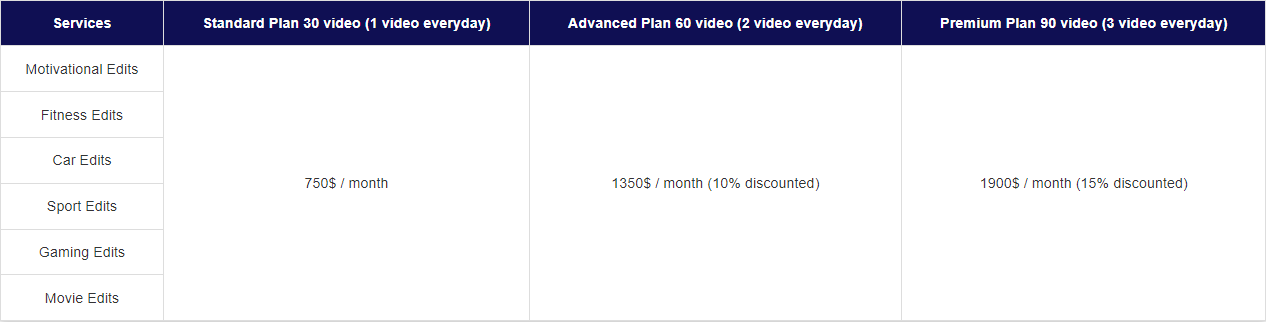 Services
Standard Plan 30 video (1 video everyday)
Advanced Plan 60 video (2 video everyday)
Premium Plan 90 video (3 video everyday)
Motivational Edits
Fitness Edits
Car Edits
Sport Edits
Gaming Edits
Movie Edits
750$ / month
1350$ / month (10% discounted)
1900$ / month (15% discounted)